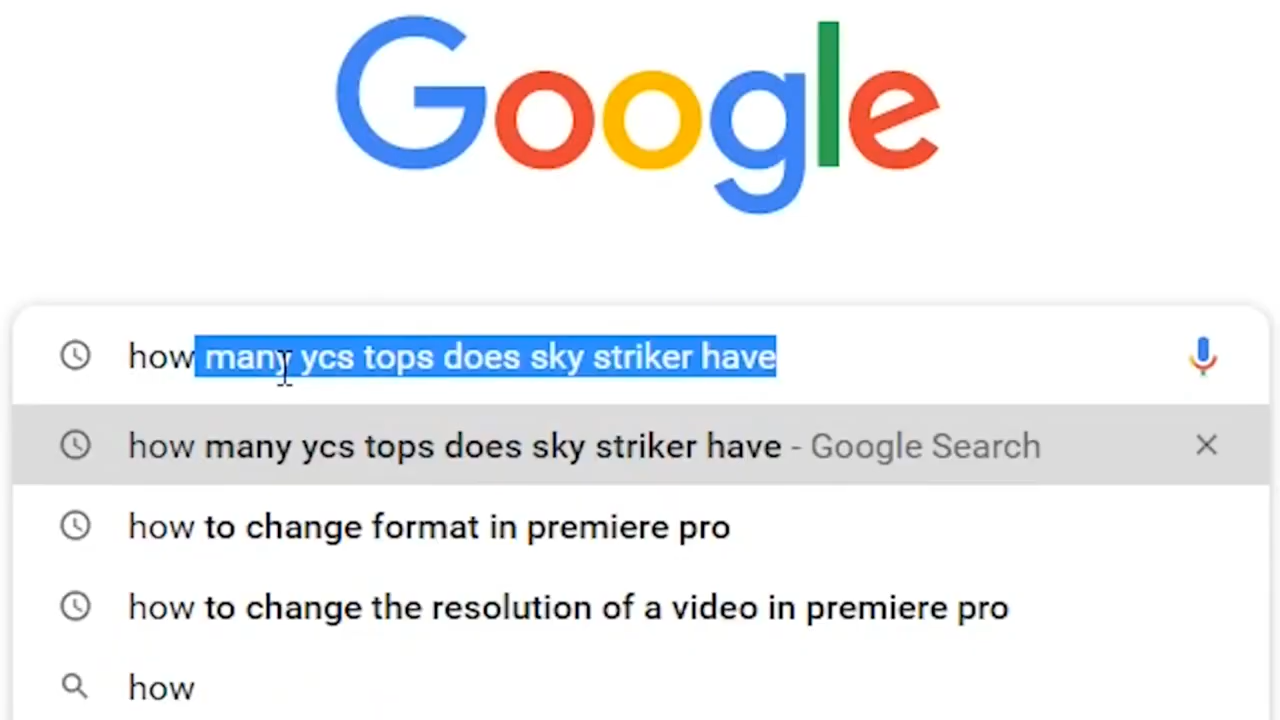 Google
how many ycs tops does sky striker have
how many ycs tops does sky striker have - Google Search
how to change format in premiere pro
how to change the resolution of a video in premiere pro
how